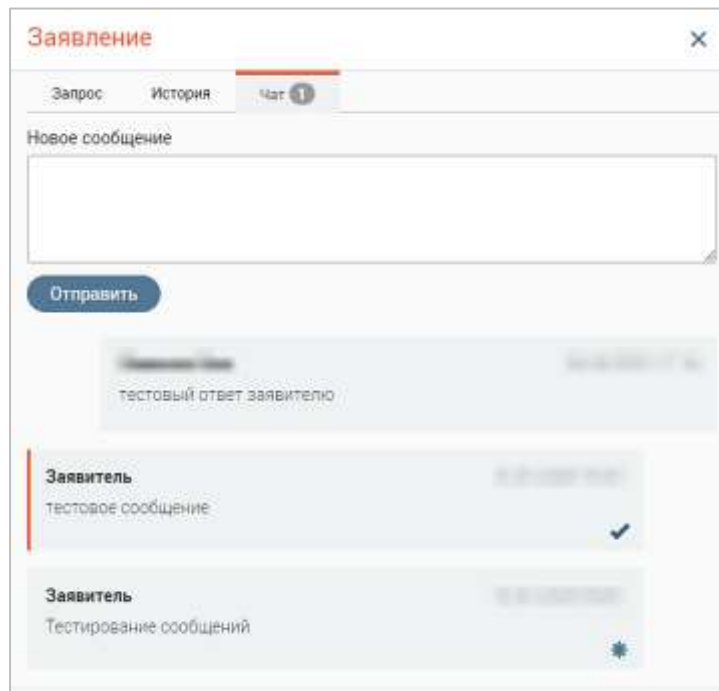 Заявление
Запрос История Чат 1
Новое сообщение
Отправить
тестовый ответ заявителю
Заявитель
тестовое сообщение
Заявитель
Тестирование сообщений